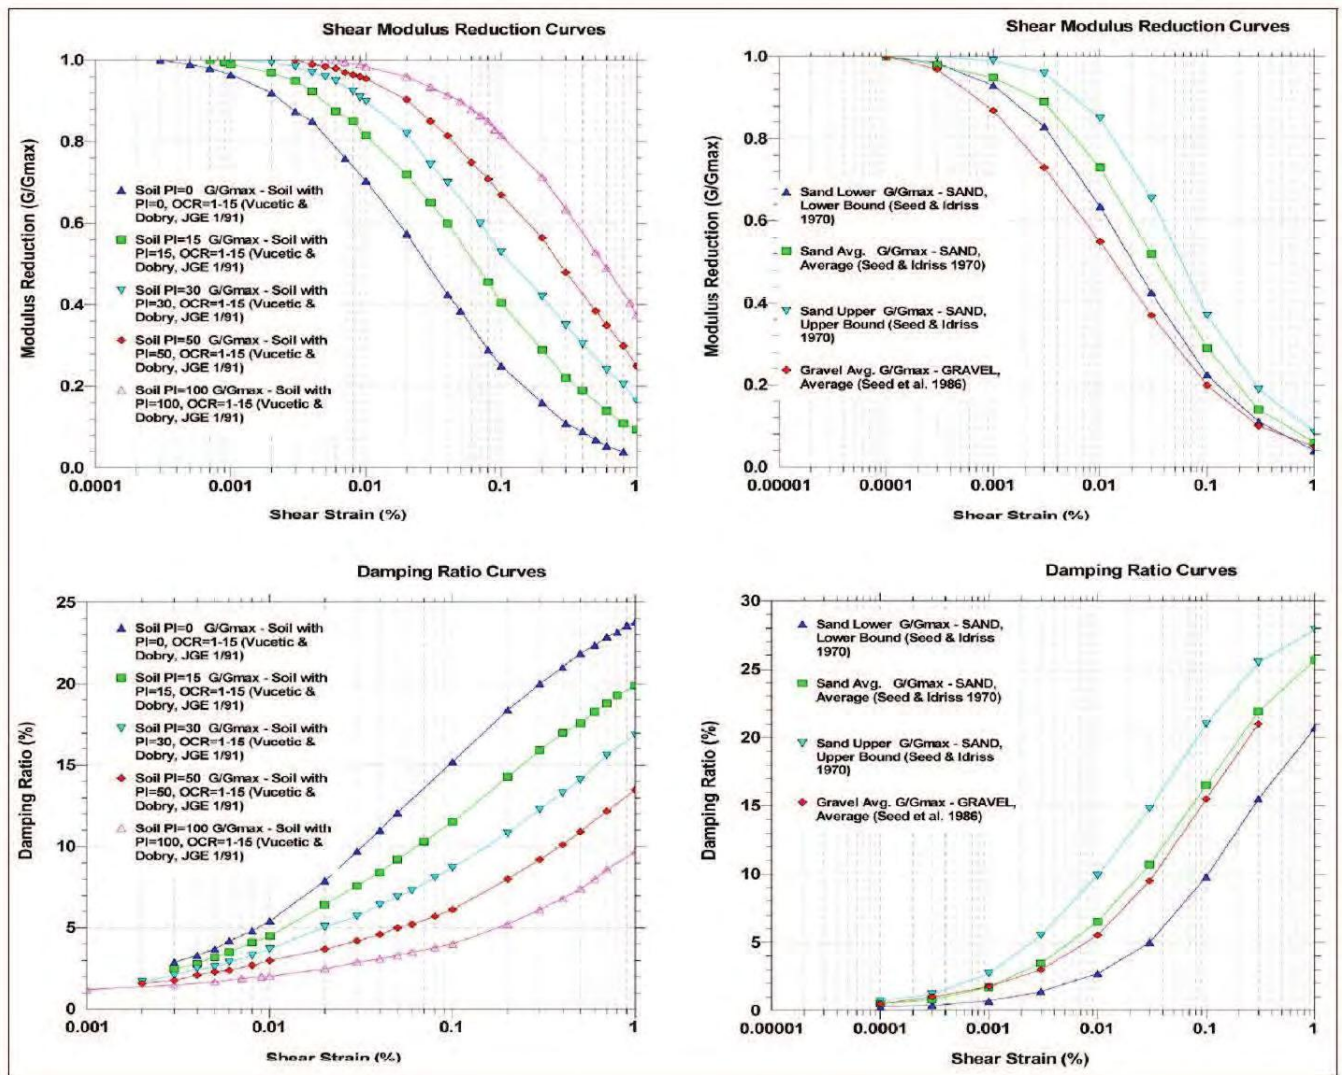 Shear Modulus Reduction Curves
Modulus Reduction (G/Gmax)
1.0
0.8
0.6
0.4
0.2
0.0
Soil PI=0 G/Gmax - Soil with
PI=0, OCR=1-15 (Vucetic &
Dobry, JGE 1/91)
Soil PI=15 G/Gmax - Soil with
PI=15, OCR=1-15 (Vucetic &
Dobry, JGE 1/91)
Soil PI=30 G/Gmax - Soil with
PI=30, OCR=1-15 (Vucetic &
Dobry, JGE 1/91)
Soil PI=50 G/Gmax - Soil with
PI=50, OCR=1-15 (Vucetic &
Dobry, JGE 1/91)
Soil PI=100 G/Gmax - Soil with
PI=100, OCR=1-15 (Vucetic &
Dobry, JGE 1/91)
0.0001 0.001 0.01 0.1 1
Shear Strain (%)
Shear Modulus Reduction Curves
Modulus Reduction (G/Gmax)
1.0
0.8
0.6
0.4
0.2
0.0
Sand Lower G/Gmax - SAND,
Lower Bound (Seed & Idriss
1970)
Sand Avg. G/Gmax - SAND,
Average (Seed & Idriss 1970)
Sand Upper G/Gmax - SAND,
Upper Bound (Seed & Idriss
1970)
Gravel Avg. G/Gmax - GRAVEL,
Average (Seed et al. 1986)
0.00001 0.0001 0.001 0.01 0.1 1
Shear Strain (%)
Damping Ratio Curves
Damping Ratio (%)
25
20
15
10
5
0
Soil PI=0 G/Gmax - Soil with
PI=0, OCR=1-15 (Vucetic &
Dobry, JGE 1/91)
Soil PI=15 G/Gmax - Soil with
PI=15, OCR=1-15 (Vucetic &
Dobry, JGE 1/91)
Soil PI=30 G/Gmax - Soil with
PI=30, OCR=1-15 (Vucetic &
Dobry, JGE 1/91)
Soil PI=50 G/Gmax - Soil with
PI=50, OCR=1-15 (Vucetic &
Dobry, JGE 1/91)
Soil PI=100 G/Gmax - Soil with
PI=100, OCR=1-15 (Vucetic &
Dobry, JGE 1/91)
0.001 0.01 0.1 1
Shear Strain (%)
Damping Ratio Curves
Damping Ratio (%)
30
25
20
15
10
5
0
Sand Lower G/Gmax - SAND,
Lower Bound (Seed & Idriss
1970)
Sand Avg. G/Gmax - SAND,
Average (Seed & Idriss 1970)
Sand Upper G/Gmax - SAND,
Upper Bound (Seed & Idriss
1970)
Gravel Avg. G/Gmax - GRAVEL,
Average (Seed et al. 1986)
0.00001 0.0001 0.001 0.01 0.1 1
Shear Strain (%)